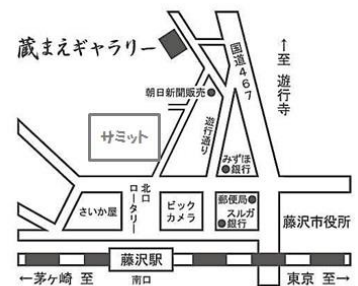 蔵まえギャラリー
国道467
↑至 遊行寺
朝日新聞販売
サミット
遊行通り
みずほ
銀行
さいか屋
北口
ロータリー
ビック
カメラ
郵便局
スルガ
銀行
藤沢市役所
藤沢駅
←茅ヶ崎 至
南口
東京 至→